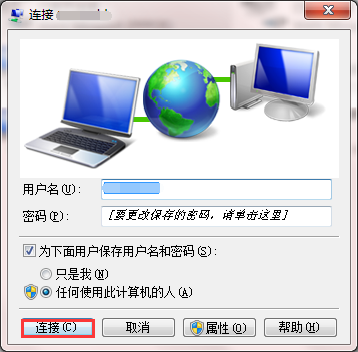 连接
用户名(U):
密码(P): [要更改保存的密码，请单击这里]
为下面用户保存用户名和密码(S):
只是我(N)
任何使用此计算机的人(A)
连接(C) 取消 属性(O) 帮助(H)